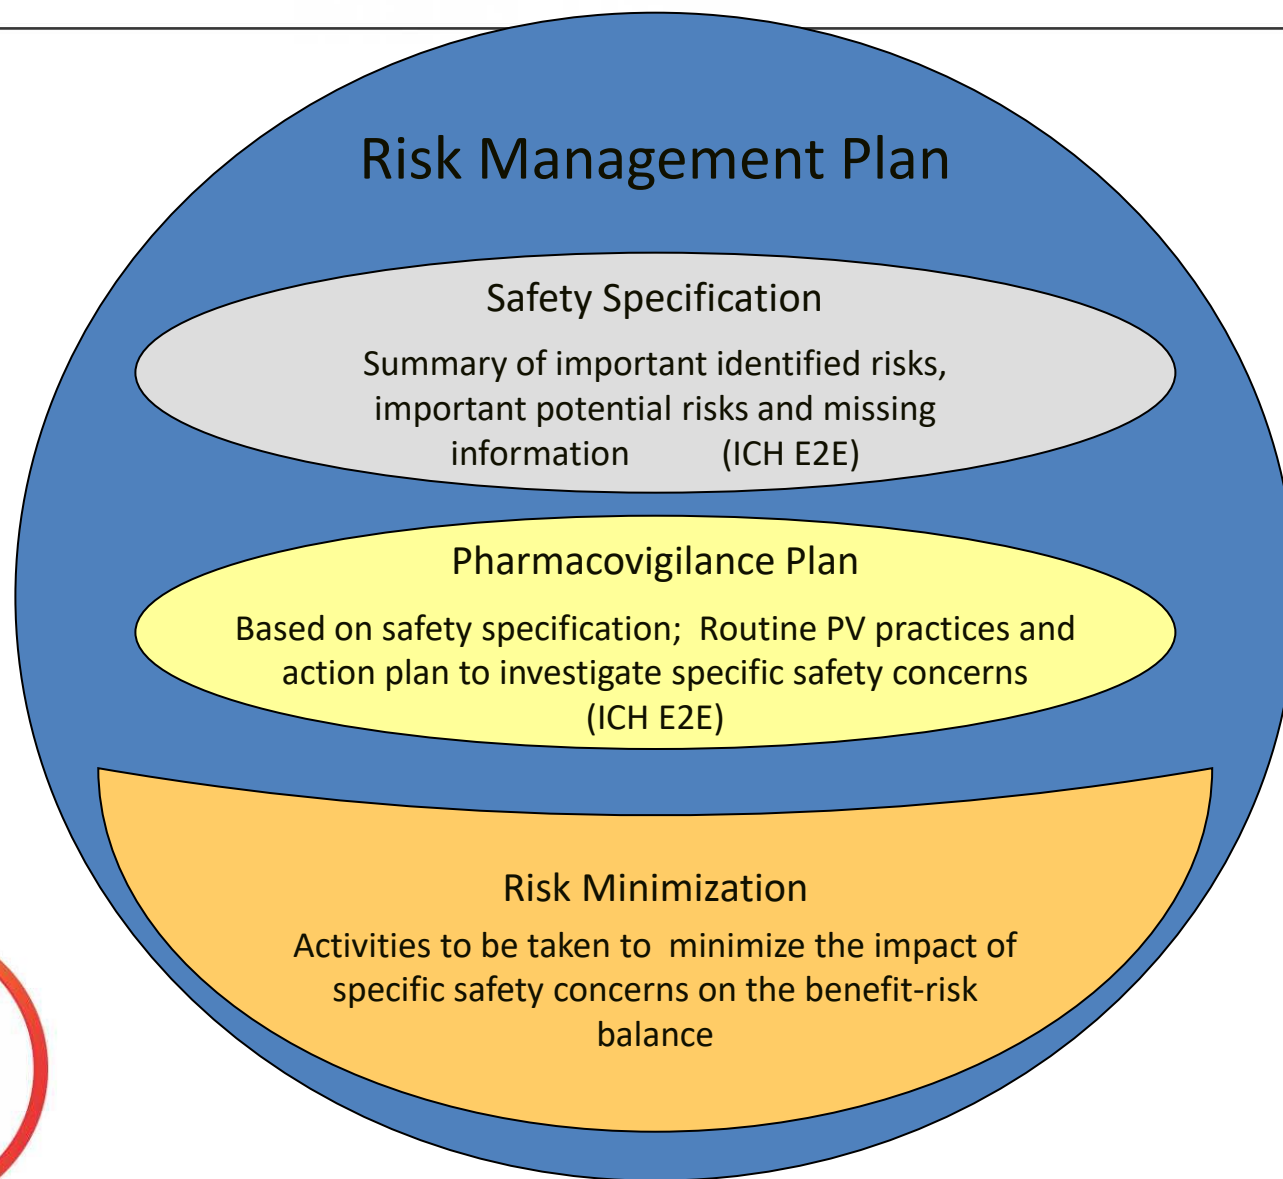 Risk Management Plan
Safety Specification
Summary of important identified risks,
important potential risks and missing
information (ICH E2E)
Pharmacovigilance Plan
Based on safety specification; Routine PV practices and
action plan to investigate specific safety concerns
(ICH E2E)
Risk Minimization
Activities to be taken to minimize the impact of
specific safety concerns on the benefit-risk
balance